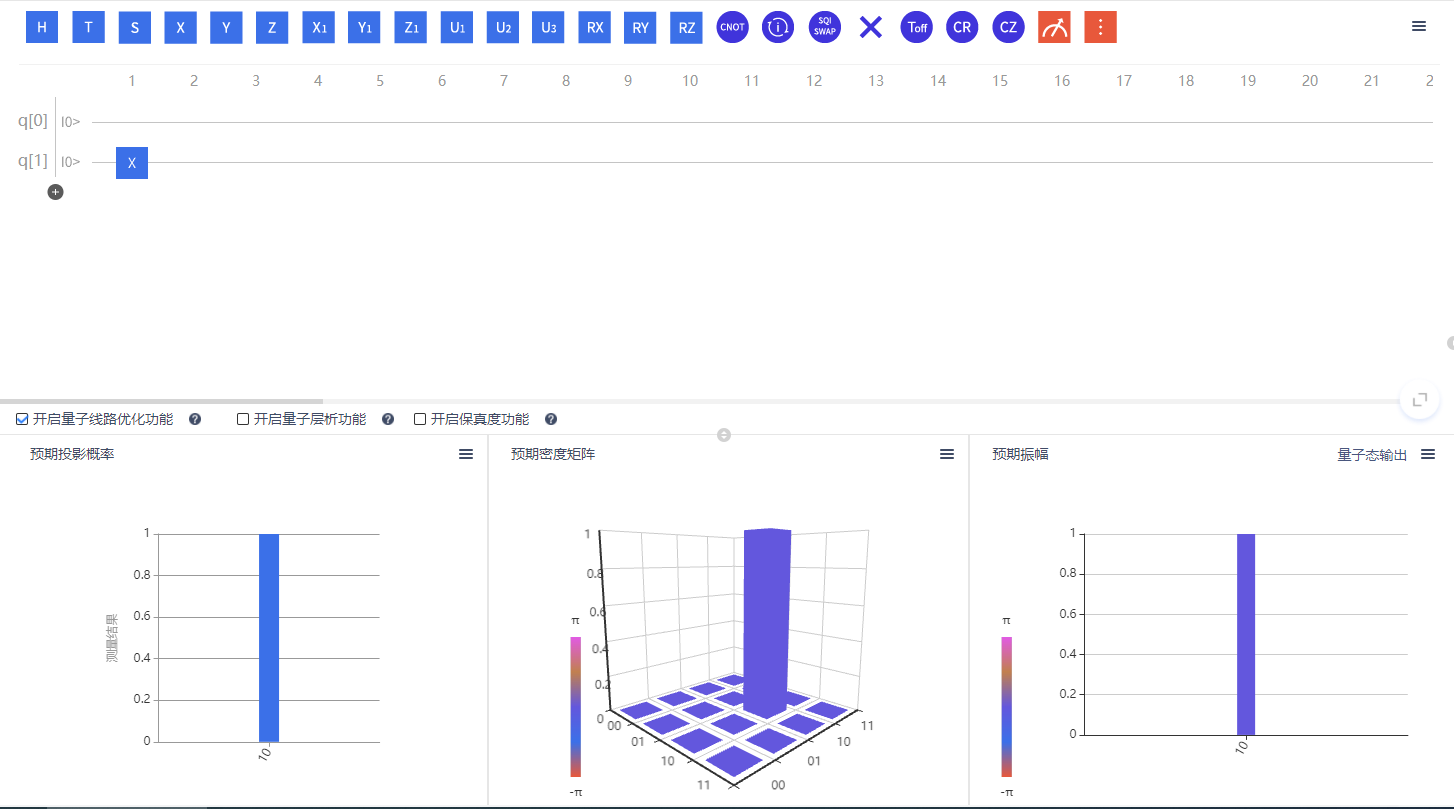 H T S X Y Z X1 Y1 Z1 U1 U2 U3 RX RY RZ CNOT i SQI SWAP Toff CR CZ
1 2 3 4 5 6 7 8 9 10 11 12 13 14 15 16 17 18 19 20 21 2
q[0] |0>
q[1] |0> X
开启量子线路优化功能 ? 开启量子层析功能 ? 开启保真度功能 ?
预期投影概率
测量结果
1
0.8
0.6
0.4
0.2
0
10
预期密度矩阵
π
-π
1
0.8
0.6
0.4
0.2
0
00
01
10
11
00
01
10
11
预期振幅 量子态输出
π
-π
1
0.8
0.6
0.4
0.2
0
10